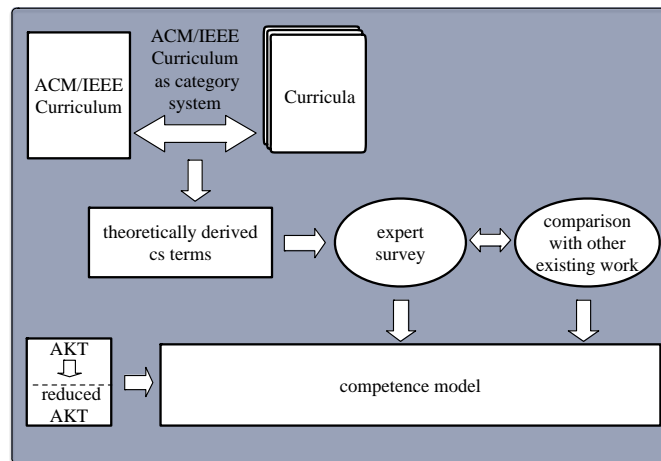 ACM/IEEE
Curriculum
ACM/IEEE
Curriculum
as category
system
Curricula
theoretically derived
cs terms
expert
survey
comparison
with other
existing work
AKT
reduced
AKT
competence model